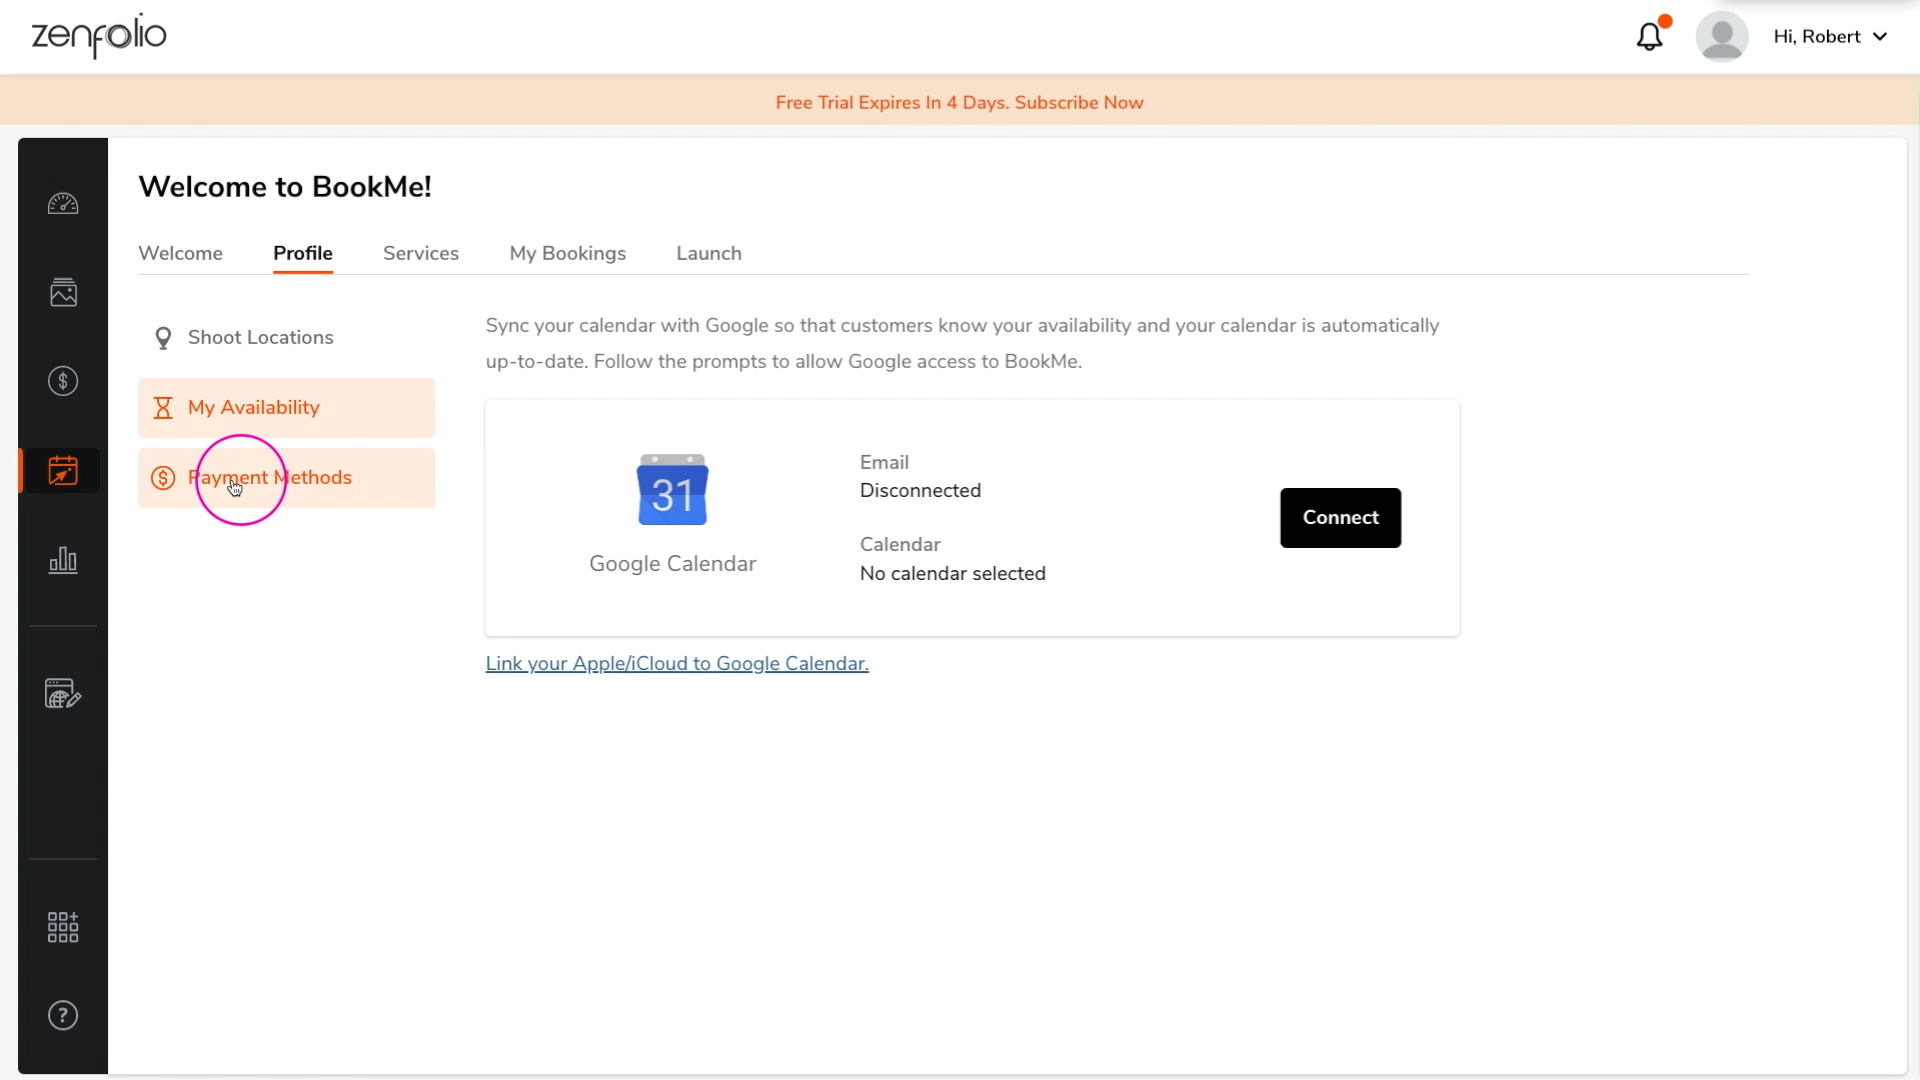 zenfolio
Hi, Robert
Free Trial Expires In 4 Days. Subscribe Now
Welcome to BookMe!
Welcome
Profile
Services
My Bookings
Launch
Shoot Locations
My Availability
Payment Methods
Sync your calendar with Google so that customers know your availability and your calendar is automatically
up-to-date. Follow the prompts to allow Google access to BookMe.
31
Google Calendar
Email
Disconnected
Calendar
No calendar selected
Connect
Link your Apple/iCloud to Google Calendar.